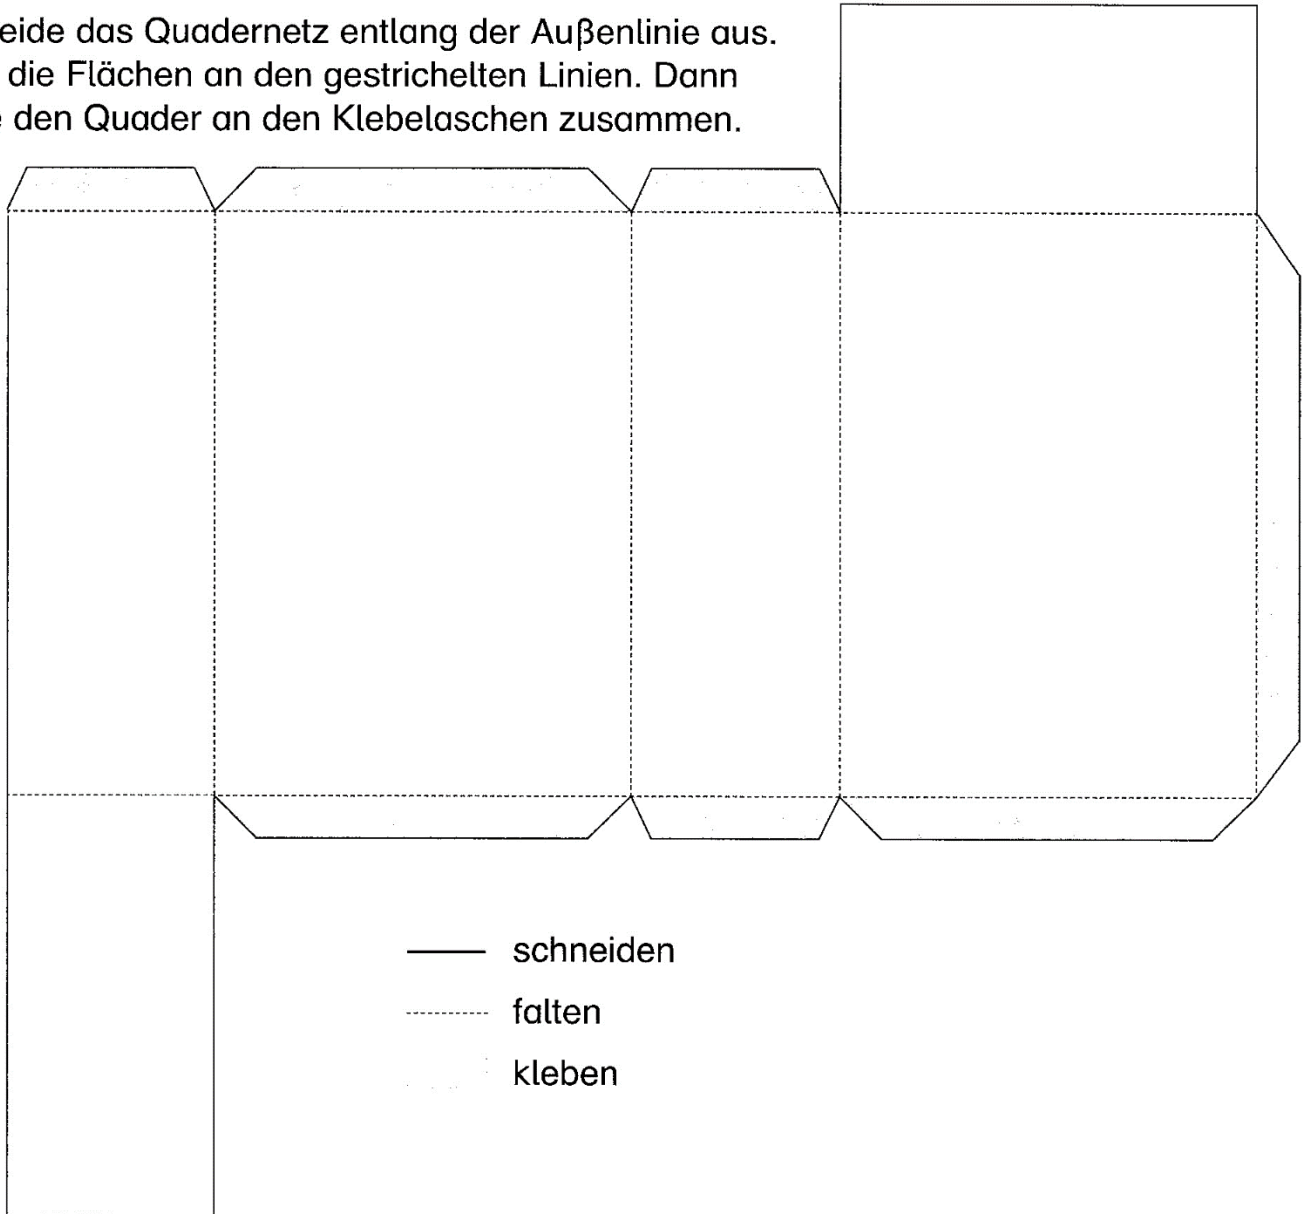 eide das Quadernetz entlang der Außenlinie aus.
die Flächen an den gestrichelten Linien. Dann
e den Quader an den Klebelaschen zusammen.
schneiden
falten
kleben